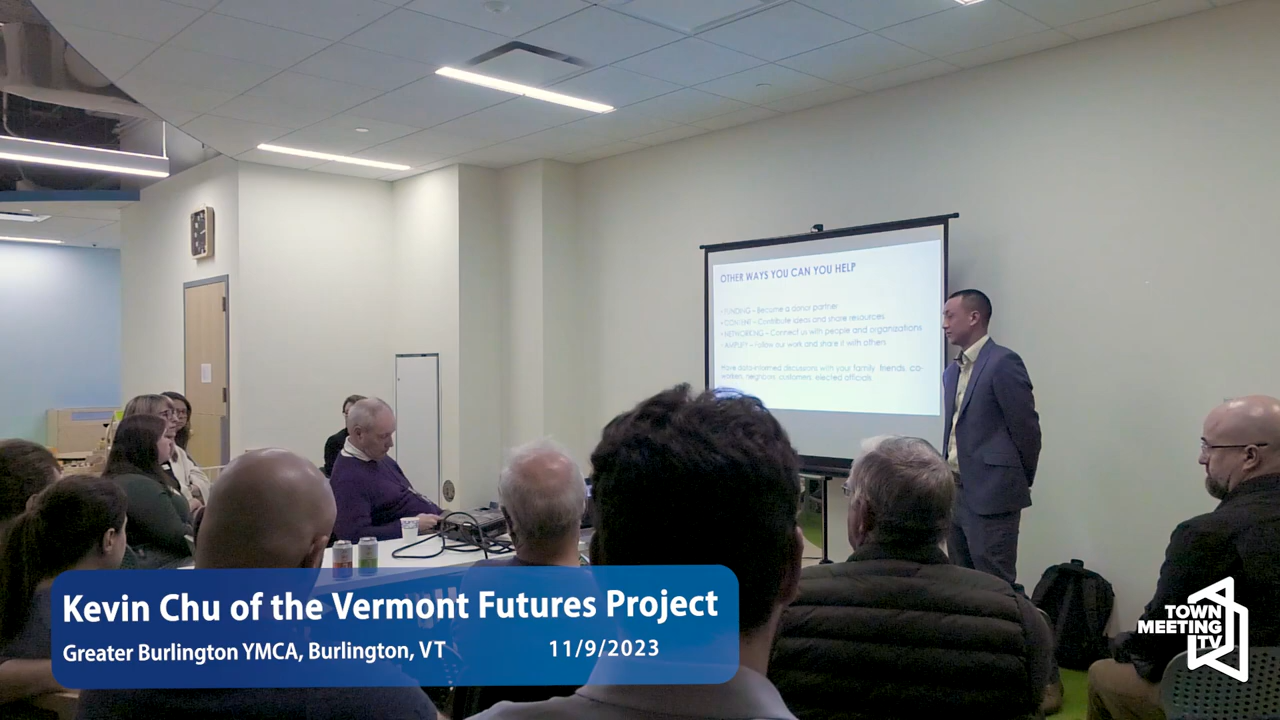 OTHER WAYS YOU CAN YOU HELP
FUNDING – Become a donor partner
– Contribute ideas and share resources
NETWORKING – Connect us with people and organizations
AMPLIFY – Follow our work and share it with others
Have data-informed discussions with your family, friends, co-
workers, neighbors, customers, elected officials
Kevin Chu of the Vermont Futures Project
Greater Burlington YMCA, Burlington, VT 11/9/2023
TOWN
MEETING
TV